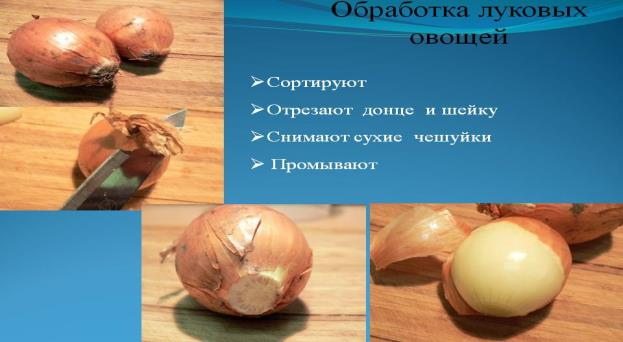 Обработка луковых
овощей
➢Сортируют
➢Отрезают донце и шейку
➢Снимают сухие чешуйки
➢ Промывают